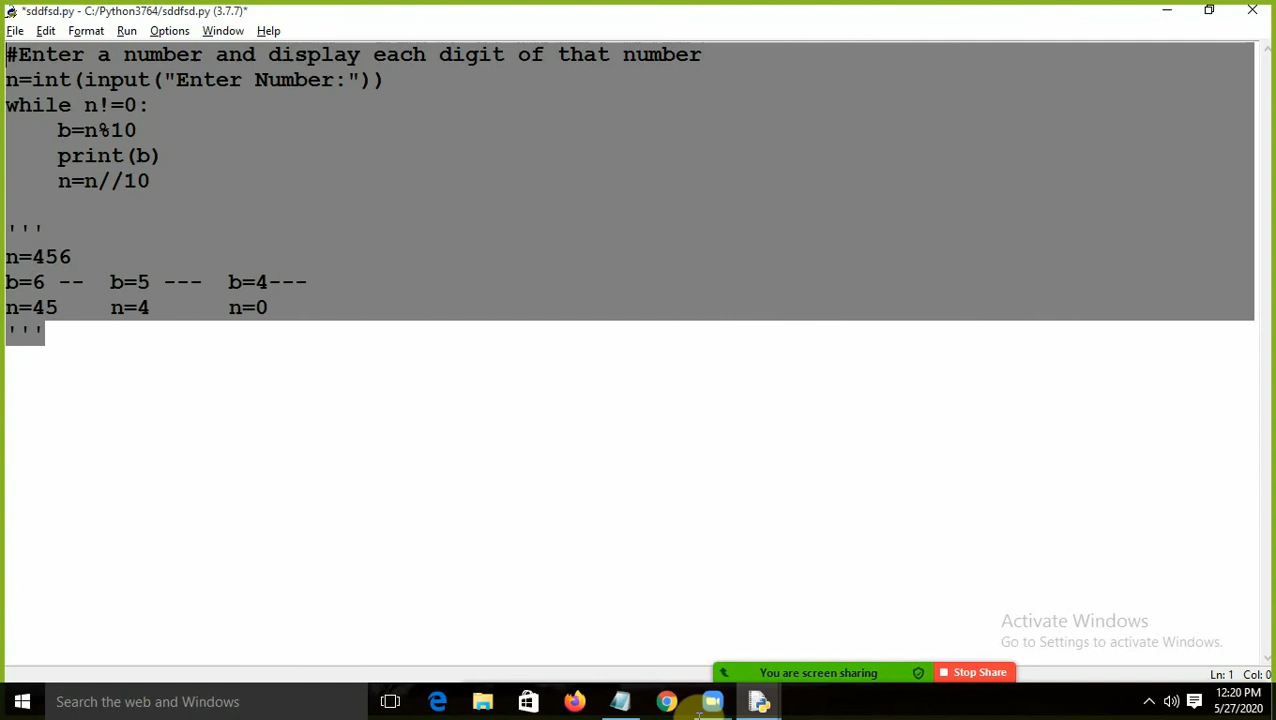 *sddfsd.py - C:/Python3764/sddfsd.py (3.7.7)*
File Edit Format Run Options Window Help
#Enter a number and display each digit of that number
n=int(input("Enter Number:"))
while n!=0:
    b=n%10
    print(b)
    n=n//10
'''
n=456
b=6 --  b=5 ---  b=4---
n=45    n=4      n=0
'''
Activate Windows
Go to Settings to activate Windows.
You are screen sharing Stop Share
Ln: 1 Col: 0
Search the web and Windows
12:20 PM
5/27/2020